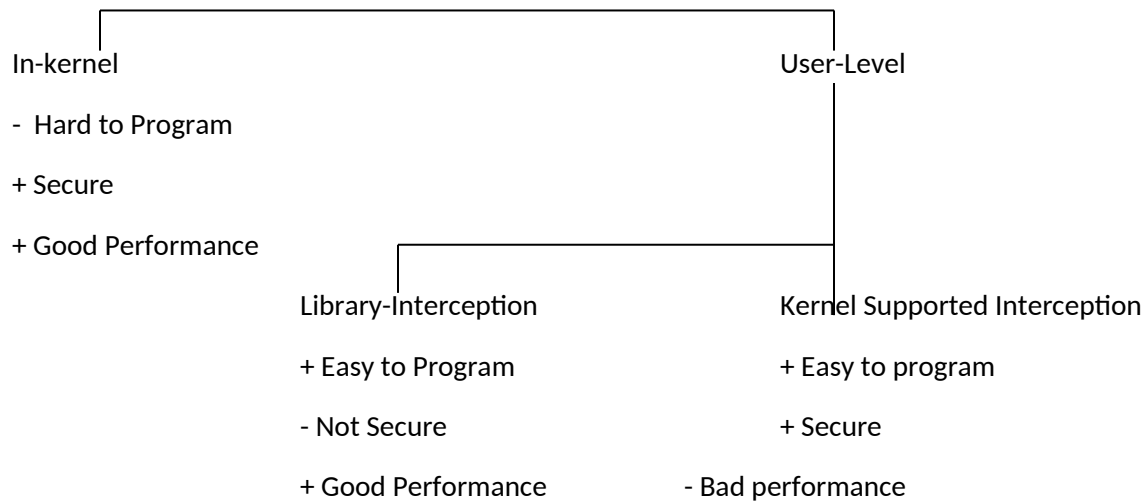 In-kernel
- Hard to Program
+ Secure
+ Good Performance
User-Level
Library-Interception
+ Easy to Program
- Not Secure
+ Good Performance
Kernel Supported Interception
+ Easy to program
+ Secure
- Bad performance